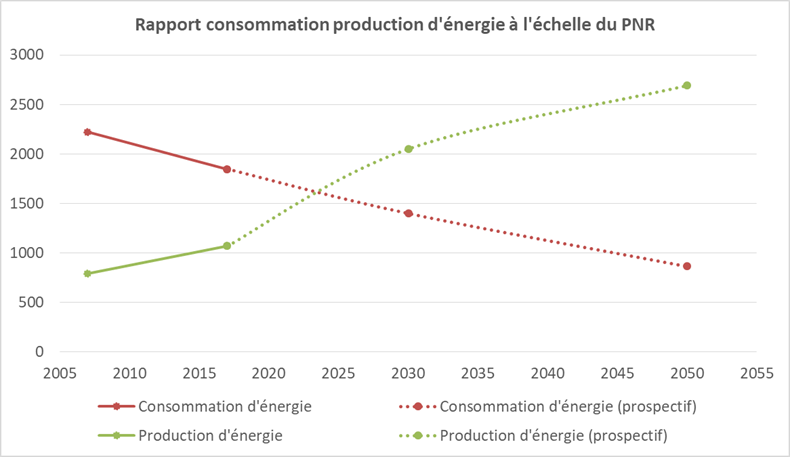 Rapport consommation production d'énergie à l'échelle du PNR
3000
2500
2000
1500
1000
500
0
2005 2010 2015 2020 2025 2030 2035 2040 2045 2050 2055
Consommation d'énergie Consommation d'énergie (prospectif)
Production d'énergie Production d'énergie (prospectif)